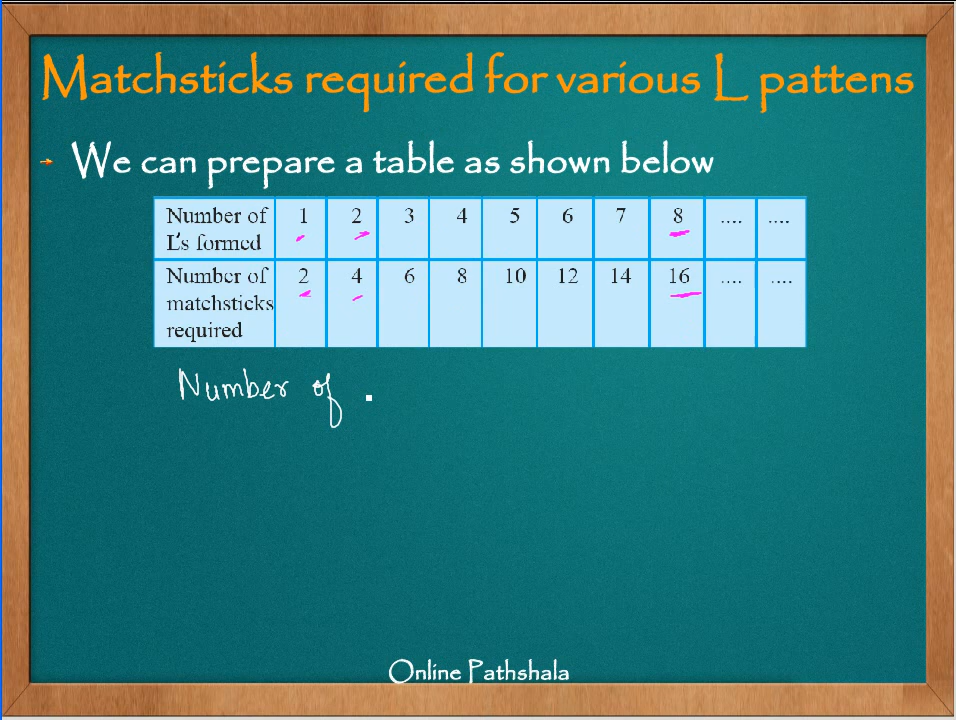 Matchsticks required for various L pattens
We can prepare a table as shown below
Number of L's formed 1 2 3 4 5 6 7 8 .... ....
Number of matchsticks required 2 4 6 8 10 12 14 16 .... ....
Number of
Online Pathshala